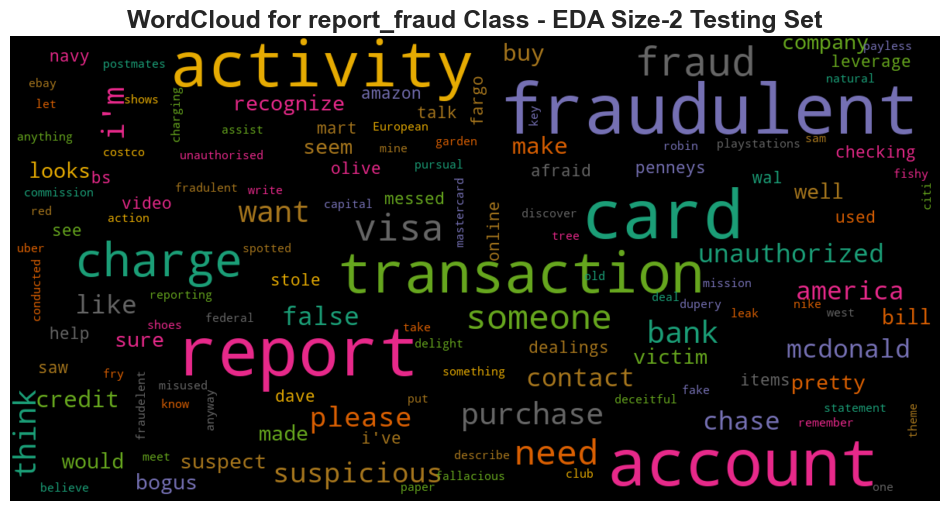 WordCloud for report_fraud Class - EDA Size-2 Testing Set
activity
fraudulent
fraud
company
payless
leverage
natural
navy
postmates
buy
ebay
let
shows
i'm
charging
recognize
amazon
talk
fargo
key
anything
costco
unauthorised
assist
mart
European
seem
mine
garden
make
robin
playstations
sam
checking
looks
bs
olive
pursual
afraid
penneys
wal
fishy
commission
fradulent
write
capital
messed
mastercard
card
well
citi
red
video
action
want
visa
online
discover
used
see
uber
charge
spotted
tree
unauthorized
conducted
stole
transaction
old
mission
america
like
reporting
false
someone
deal
dupery
nike
leak
west
bill
help
shoes
federal
take
bank
sure
report
delight
dealings
victim
mcdonald
saw
fry
misused
something
contact
fake
items
pretty
think
credit
fraudelent
know
anyway
dave
put
deceitful
please
purchase
chase
statement
remember
theme
made
i've
would
meet
suspect
suspicious
describe
need
account
believe
bogus
fallacious
paper
club
one